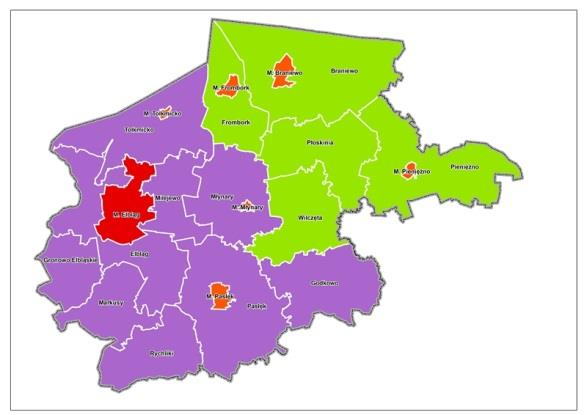 M. Braniewo
Braniewo
M. Frombork
M. Tolkmicko
Frombork
Tolkmicko
Płoskinia
Pieniężno
M. Pieniężno
Milejewo
Młynary
M. Młynary
M. Elbląg
Wilczęta
Elbląg
Gronowo Elbląskie
Godkowo
M. Pasłęk
Markusy
Pasłęk
Rychliki